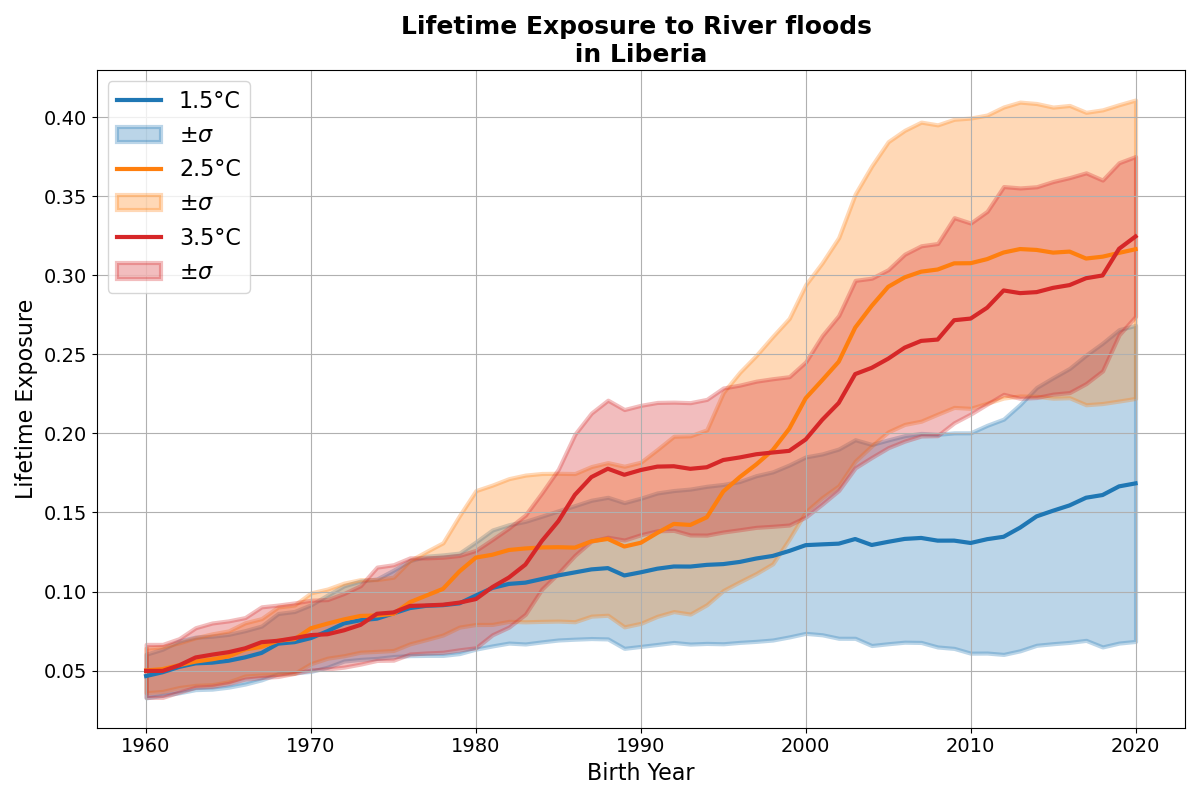 Lifetime Exposure to River floods
in Liberia
1.5°C
±σ
2.5°C
±σ
3.5°C
±σ
Lifetime Exposure
0.40
0.35
0.30
0.25
0.20
0.15
0.10
0.05
1960 1970 1980 1990 2000 2010 2020
Birth Year